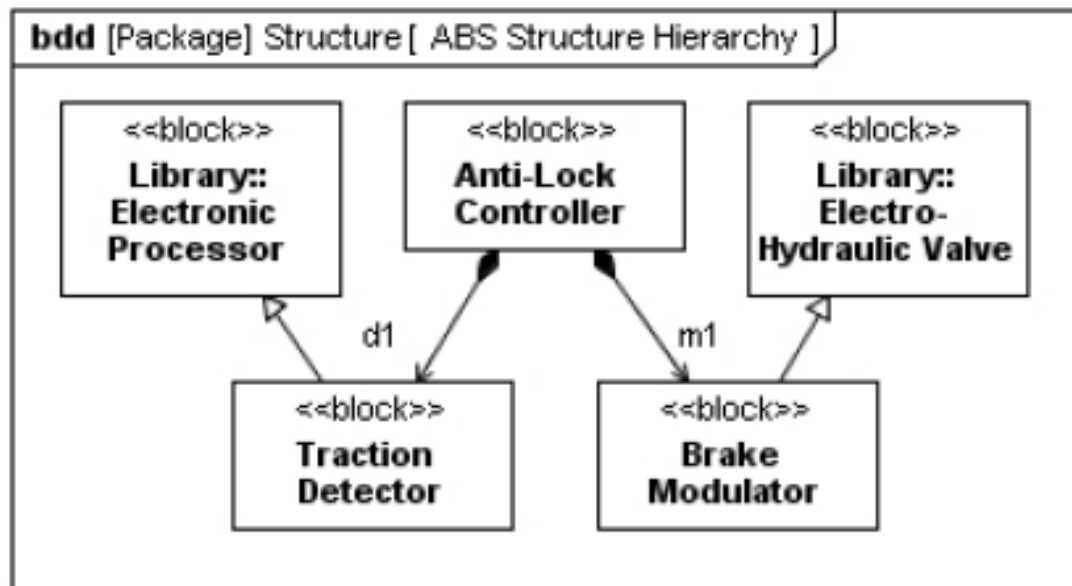 bdd [Package] Structure [ ABS Structure Hierarchy ]
<<block>>
Library::
Electronic
Processor
<<block>>
Anti-Lock
Controller
<<block>>
Library::
Electro-
Hydraulic Valve
d1
m1
<<block>>
Traction
Detector
<<block>>
Brake
Modulator